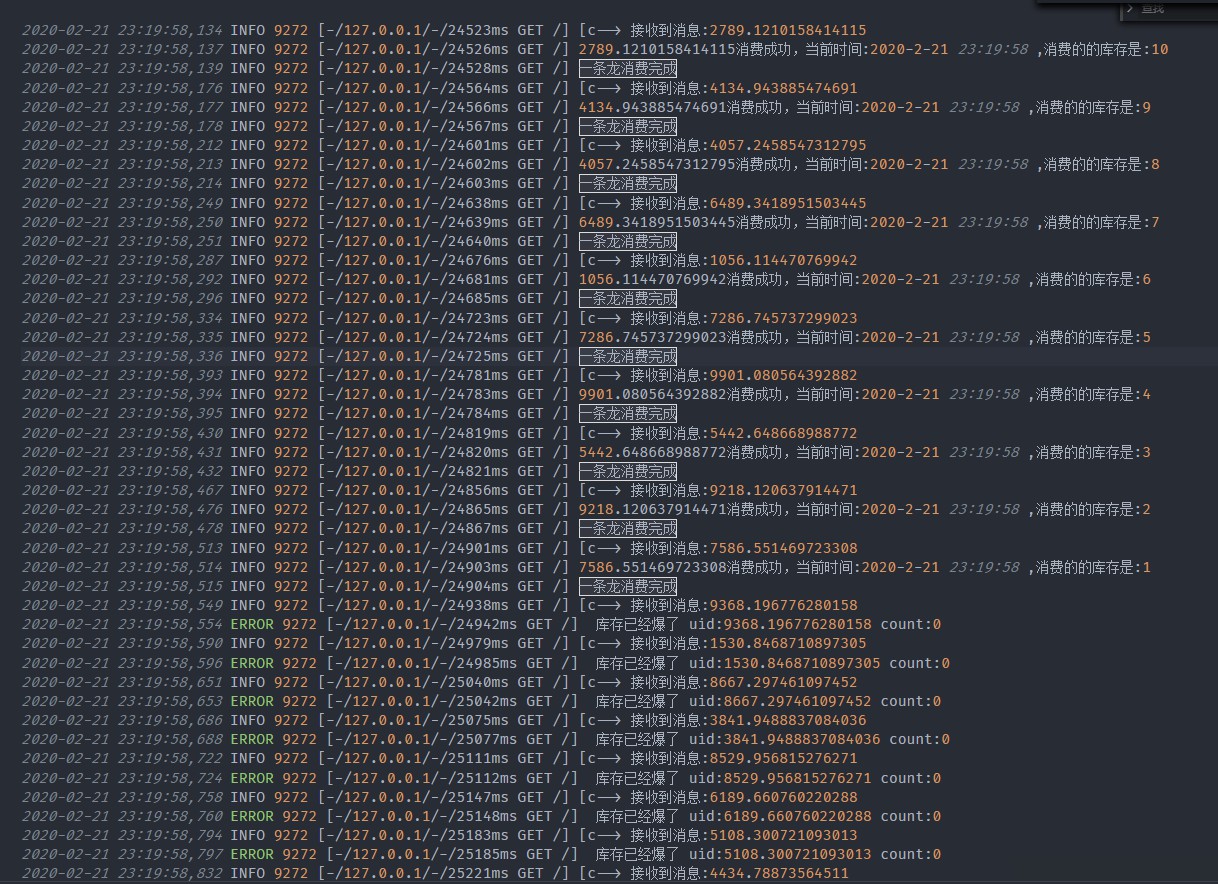 查找
2020-02-21 23:19:58,134 INFO 9272 [-/127.0.0.1/-/24523ms GET /] [c--> 接收到消息:2789.1210158414115
2020-02-21 23:19:58,137 INFO 9272 [-/127.0.0.1/-/24526ms GET /] 2789.1210158414115消费成功，当前时间:2020-2-21 23:19:58 ,消费的的库存是:10
2020-02-21 23:19:58,139 INFO 9272 [-/127.0.0.1/-/24528ms GET /] 一条龙消费完成
2020-02-21 23:19:58,176 INFO 9272 [-/127.0.0.1/-/24564ms GET /] [c--> 接收到消息:4134.943885474691
2020-02-21 23:19:58,177 INFO 9272 [-/127.0.0.1/-/24566ms GET /] 4134.943885474691消费成功，当前时间:2020-2-21 23:19:58 ,消费的的库存是:9
2020-02-21 23:19:58,178 INFO 9272 [-/127.0.0.1/-/24567ms GET /] 一条龙消费完成
2020-02-21 23:19:58,212 INFO 9272 [-/127.0.0.1/-/24601ms GET /] [c--> 接收到消息:4057.2458547312795
2020-02-21 23:19:58,213 INFO 9272 [-/127.0.0.1/-/24602ms GET /] 4057.2458547312795消费成功，当前时间:2020-2-21 23:19:58 ,消费的的库存是:8
2020-02-21 23:19:58,214 INFO 9272 [-/127.0.0.1/-/24603ms GET /] 一条龙消费完成
2020-02-21 23:19:58,249 INFO 9272 [-/127.0.0.1/-/24638ms GET /] [c--> 接收到消息:6489.3418951503445
2020-02-21 23:19:58,250 INFO 9272 [-/127.0.0.1/-/24639ms GET /] 6489.3418951503445消费成功，当前时间:2020-2-21 23:19:58 ,消费的的库存是:7
2020-02-21 23:19:58,251 INFO 9272 [-/127.0.0.1/-/24640ms GET /] 一条龙消费完成
2020-02-21 23:19:58,287 INFO 9272 [-/127.0.0.1/-/24676ms GET /] [c--> 接收到消息:1056.114470769942
2020-02-21 23:19:58,292 INFO 9272 [-/127.0.0.1/-/24681ms GET /] 1056.114470769942消费成功，当前时间:2020-2-21 23:19:58 ,消费的的库存是:6
2020-02-21 23:19:58,296 INFO 9272 [-/127.0.0.1/-/24685ms GET /] 一条龙消费完成
2020-02-21 23:19:58,334 INFO 9272 [-/127.0.0.1/-/24723ms GET /] [c--> 接收到消息:7286.745737299023
2020-02-21 23:19:58,335 INFO 9272 [-/127.0.0.1/-/24724ms GET /] 7286.745737299023消费成功，当前时间:2020-2-21 23:19:58 ,消费的的库存是:5
2020-02-21 23:19:58,336 INFO 9272 [-/127.0.0.1/-/24725ms GET /] 一条龙消费完成
2020-02-21 23:19:58,393 INFO 9272 [-/127.0.0.1/-/24781ms GET /] [c--> 接收到消息:9901.080564392882
2020-02-21 23:19:58,394 INFO 9272 [-/127.0.0.1/-/24783ms GET /] 9901.080564392882消费成功，当前时间:2020-2-21 23:19:58 ,消费的的库存是:4
2020-02-21 23:19:58,395 INFO 9272 [-/127.0.0.1/-/24784ms GET /] 一条龙消费完成
2020-02-21 23:19:58,430 INFO 9272 [-/127.0.0.1/-/24819ms GET /] [c--> 接收到消息:5442.648668988772
2020-02-21 23:19:58,431 INFO 9272 [-/127.0.0.1/-/24820ms GET /] 5442.648668988772消费成功，当前时间:2020-2-21 23:19:58 ,消费的的库存是:3
2020-02-21 23:19:58,432 INFO 9272 [-/127.0.0.1/-/24821ms GET /] 一条龙消费完成
2020-02-21 23:19:58,467 INFO 9272 [-/127.0.0.1/-/24856ms GET /] [c--> 接收到消息:9218.120637914471
2020-02-21 23:19:58,476 INFO 9272 [-/127.0.0.1/-/24865ms GET /] 9218.120637914471消费成功，当前时间:2020-2-21 23:19:58 ,消费的的库存是:2
2020-02-21 23:19:58,478 INFO 9272 [-/127.0.0.1/-/24867ms GET /] 一条龙消费完成
2020-02-21 23:19:58,513 INFO 9272 [-/127.0.0.1/-/24901ms GET /] [c--> 接收到消息:7586.551469723308
2020-02-21 23:19:58,514 INFO 9272 [-/127.0.0.1/-/24903ms GET /] 7586.551469723308消费成功，当前时间:2020-2-21 23:19:58 ,消费的的库存是:1
2020-02-21 23:19:58,515 INFO 9272 [-/127.0.0.1/-/24904ms GET /] 一条龙消费完成
2020-02-21 23:19:58,549 INFO 9272 [-/127.0.0.1/-/24938ms GET /] [c--> 接收到消息:9368.196776280158
2020-02-21 23:19:58,554 ERROR 9272 [-/127.0.0.1/-/24942ms GET /] 库存已经爆了 uid:9368.196776280158 count:0
2020-02-21 23:19:58,590 INFO 9272 [-/127.0.0.1/-/24979ms GET /] [c--> 接收到消息:1530.8468710897305
2020-02-21 23:19:58,596 ERROR 9272 [-/127.0.0.1/-/24985ms GET /] 库存已经爆了 uid:1530.8468710897305 count:0
2020-02-21 23:19:58,651 INFO 9272 [-/127.0.0.1/-/25040ms GET /] [c--> 接收到消息:8667.297461097452
2020-02-21 23:19:58,653 ERROR 9272 [-/127.0.0.1/-/25042ms GET /] 库存已经爆了 uid:8667.297461097452 count:0
2020-02-21 23:19:58,686 INFO 9272 [-/127.0.0.1/-/25075ms GET /] [c--> 接收到消息:3841.9488837084036
2020-02-21 23:19:58,688 ERROR 9272 [-/127.0.0.1/-/25077ms GET /] 库存已经爆了 uid:3841.9488837084036 count:0
2020-02-21 23:19:58,722 INFO 9272 [-/127.0.0.1/-/25111ms GET /] [c--> 接收到消息:8529.956815276271
2020-02-21 23:19:58,724 ERROR 9272 [-/127.0.0.1/-/25112ms GET /] 库存已经爆了 uid:8529.956815276271 count:0
2020-02-21 23:19:58,758 INFO 9272 [-/127.0.0.1/-/25147ms GET /] [c--> 接收到消息:6189.660760220288
2020-02-21 23:19:58,760 ERROR 9272 [-/127.0.0.1/-/25148ms GET /] 库存已经爆了 uid:6189.660760220288 count:0
2020-02-21 23:19:58,794 INFO 9272 [-/127.0.0.1/-/25183ms GET /] [c--> 接收到消息:5108.300721093013
2020-02-21 23:19:58,797 ERROR 9272 [-/127.0.0.1/-/25185ms GET /] 库存已经爆了 uid:5108.300721093013 count:0
2020-02-21 23:19:58,832 INFO 9272 [-/127.0.0.1/-/25221ms GET /] [c--> 接收到消息:4434.78873564511